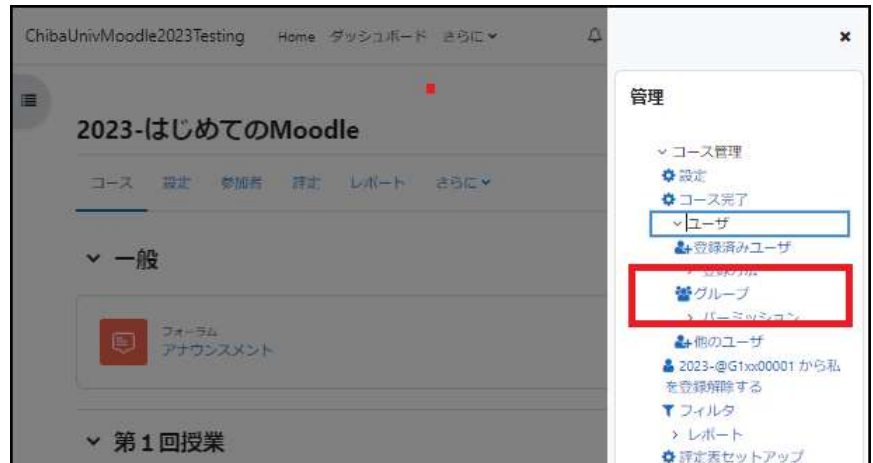 ChibaUnivMoodle2023Testing Home ダッシュボード さらに
2023-はじめてのMoodle
コース 設定 参加者 評定 レポート さらに
一般
フォーラム
アナウンスメント
第1回授業
管理
コース管理
設定
コース完了
ユーザ
登録済みユーザ
登録方法
グループ
パーミッション
他のユーザ
2023-@G1xx00001 から私
を登録解除する
フィルタ
レポート
評定表セットアップ